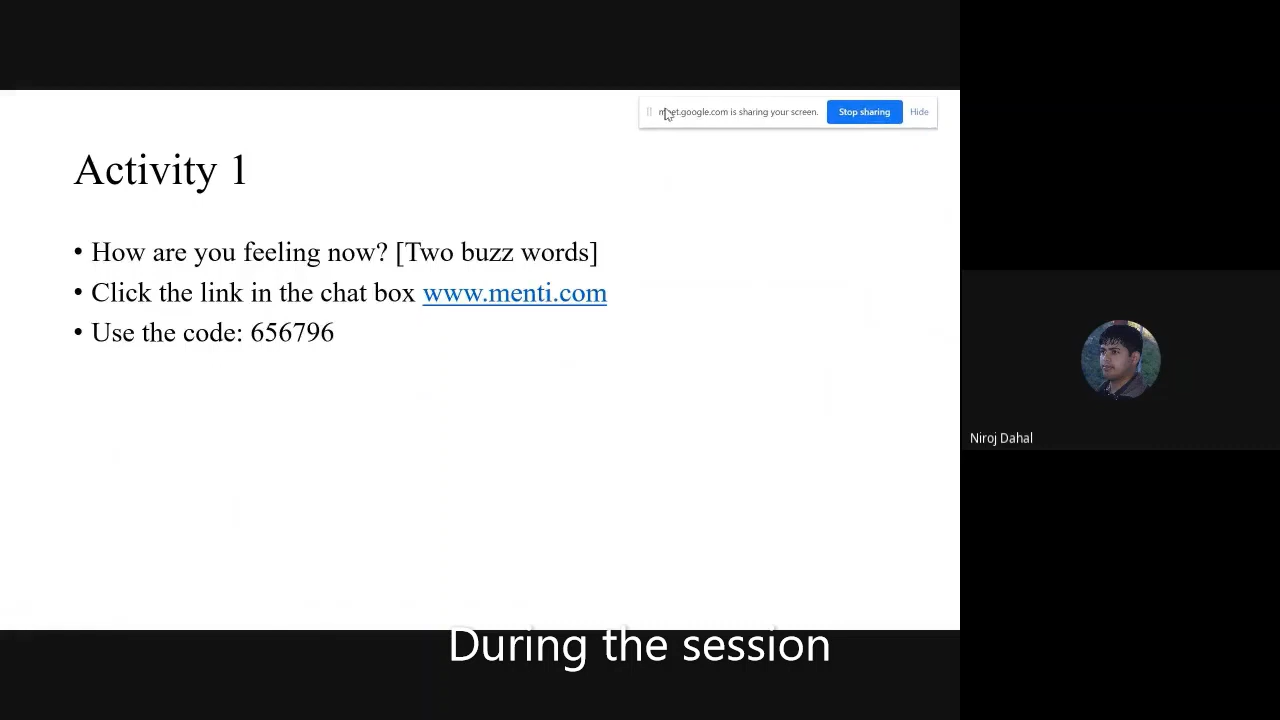 meet.google.com is sharing your screen.
Stop sharing
Hide
Activity 1
• How are you feeling now? [Two buzz words]
• Click the link in the chat box www.menti.com
• Use the code: 656796
Niroj Dahal
During the session